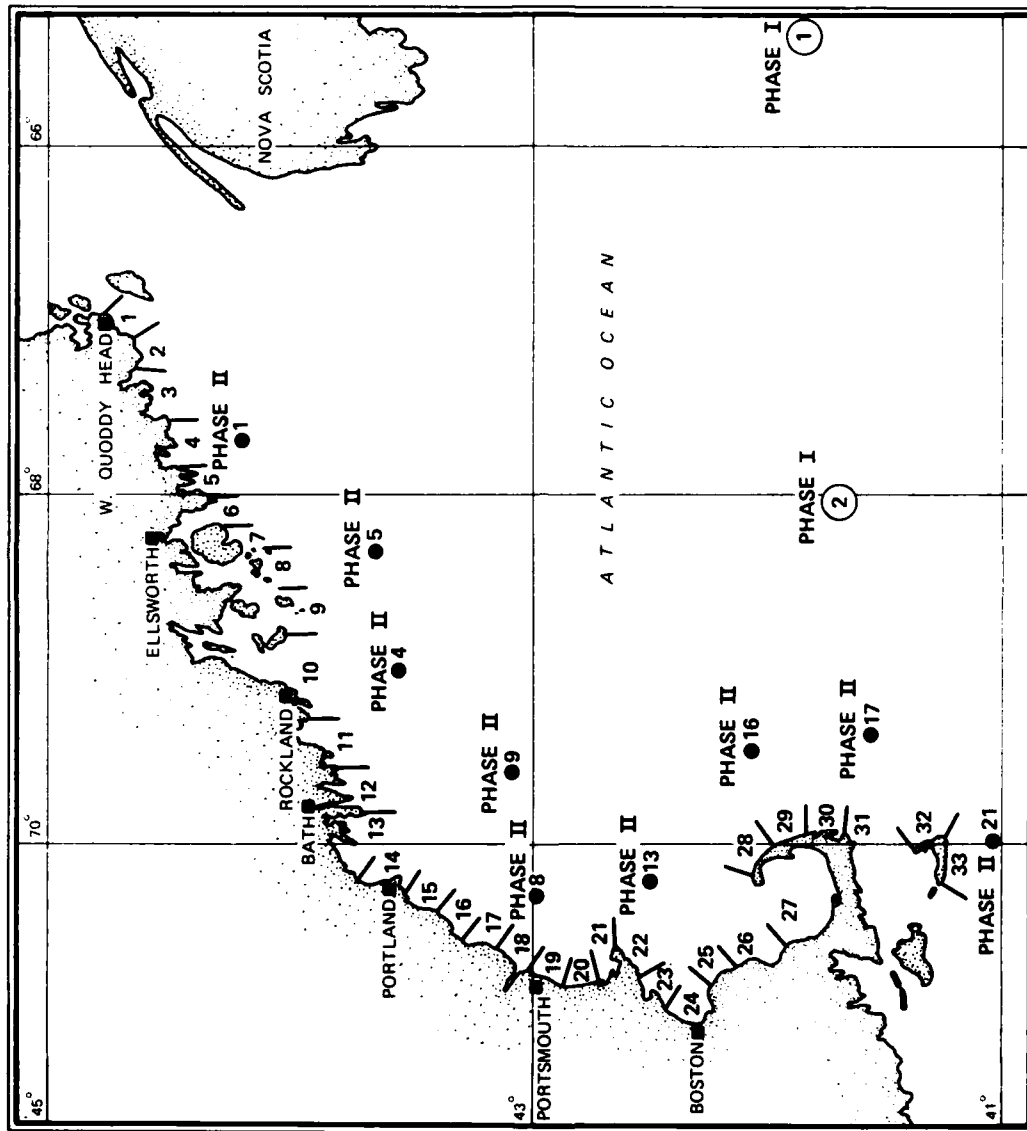 45°
43
41°
70°
68
66
W. QUODDY HEAD
ELLSWORTH
ROCKLAND
BATH
PORTLAND
PORTSMOUTH
BOSTON
NOVA SCOTIA
ATLANTIC OCEAN
1
2
3
4
5
6
7
8
9
10
11
12
13
14
15
16
17
18
19
20
21
22
23
24
25
26
27
28
29
30
31
32
33
PHASE II
1
PHASE II
5
PHASE II
4
PHASE II
9
PHASE II
8
PHASE II
13
PHASE II
16
PHASE II
17
PHASE II
21
PHASE I
1
PHASE I
2